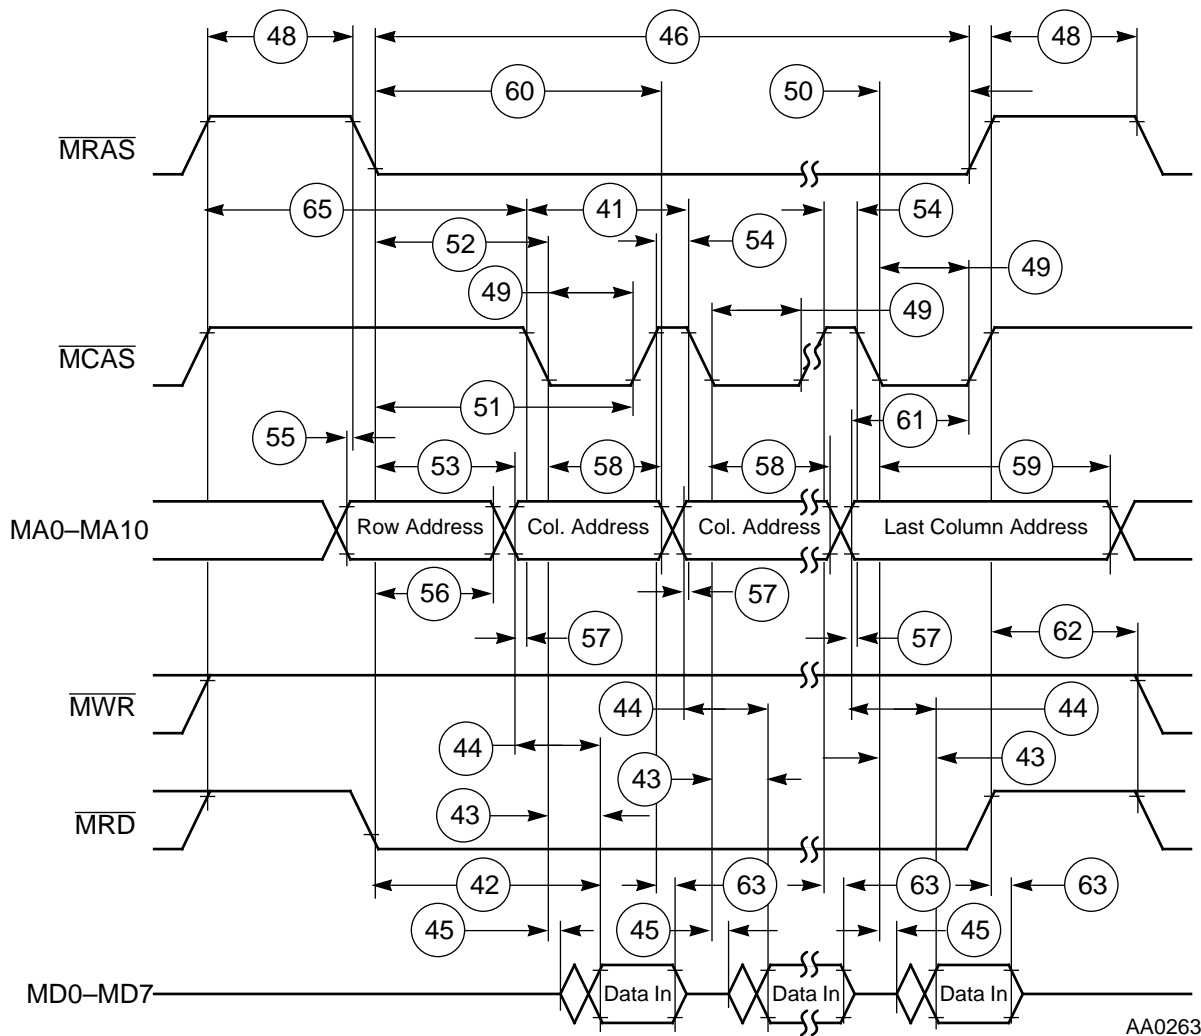 48 46 48
60 50
MRAS
65 41 54
52 54
49 49
49
MCAS
51 61
55
53 58 58 59
MA0–MA10 Row Address Col. Address Col. Address Last Column Address
56 57
57 57 62
MWR
44 44
44 43
43
43
MRD
42 63 63 63
45 45 45
MD0–MD7 Data In Data In Data In
AA0263